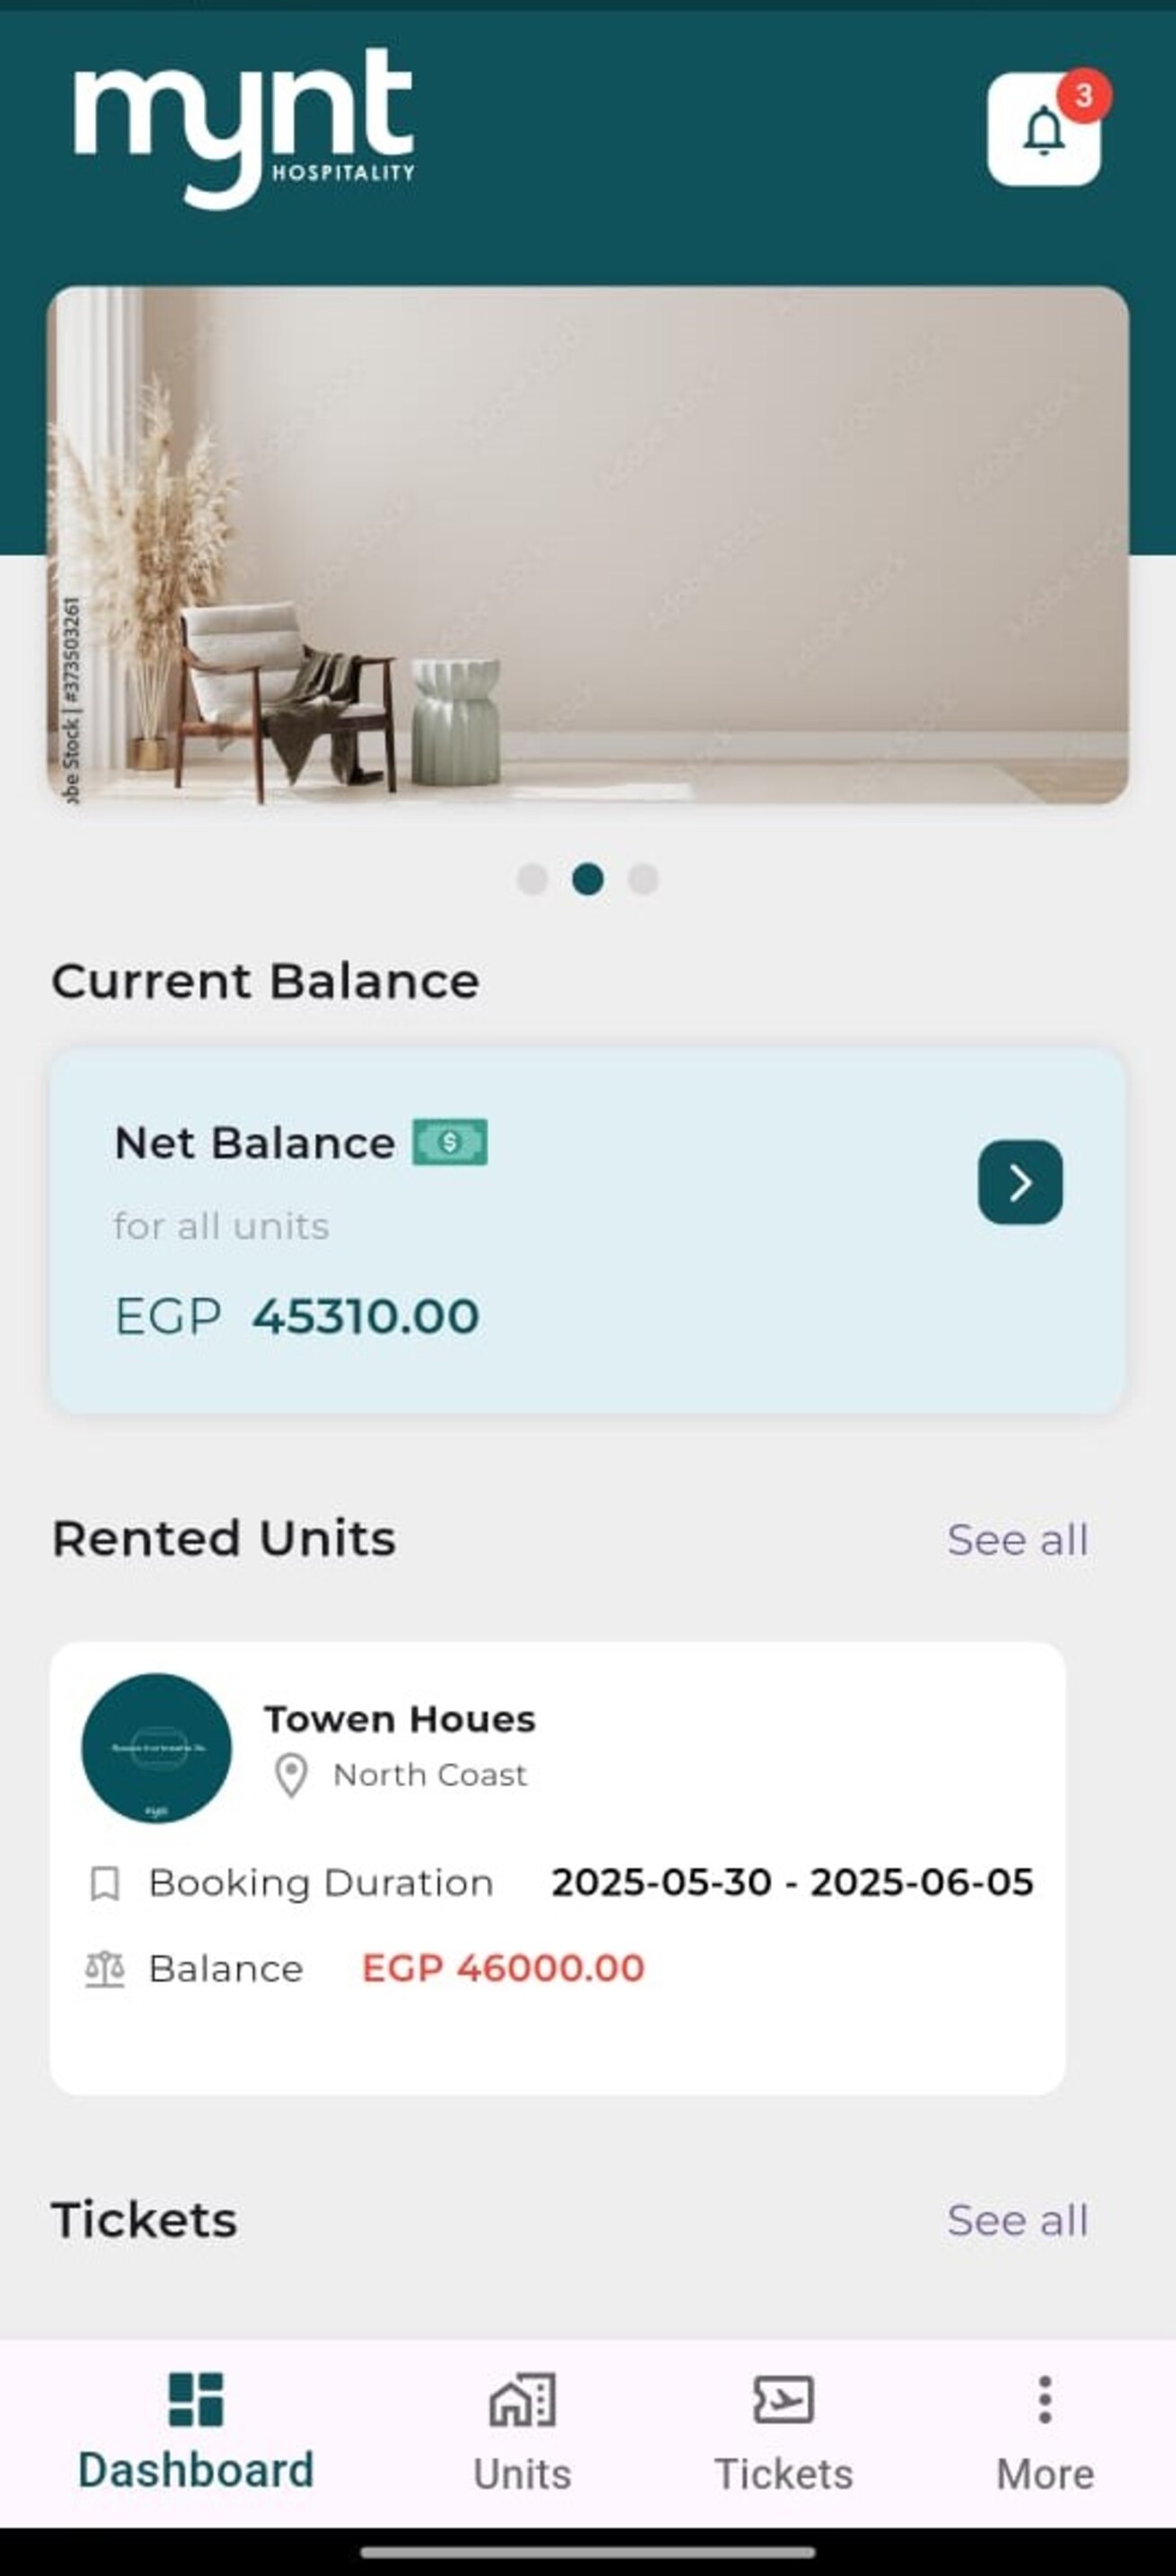 mynt
HOSPITALITY
3
Adobe Stock
obe Stock | #373503261
Current Balance
Net Balance
for all units
EGP 45310.00
Rented Units
See all
Towen Houes
North Coast
Booking Duration 2025-05-30 - 2025-06-05
Balance EGP 46000.00
Tickets
See all
Dashboard
Units
Tickets
More